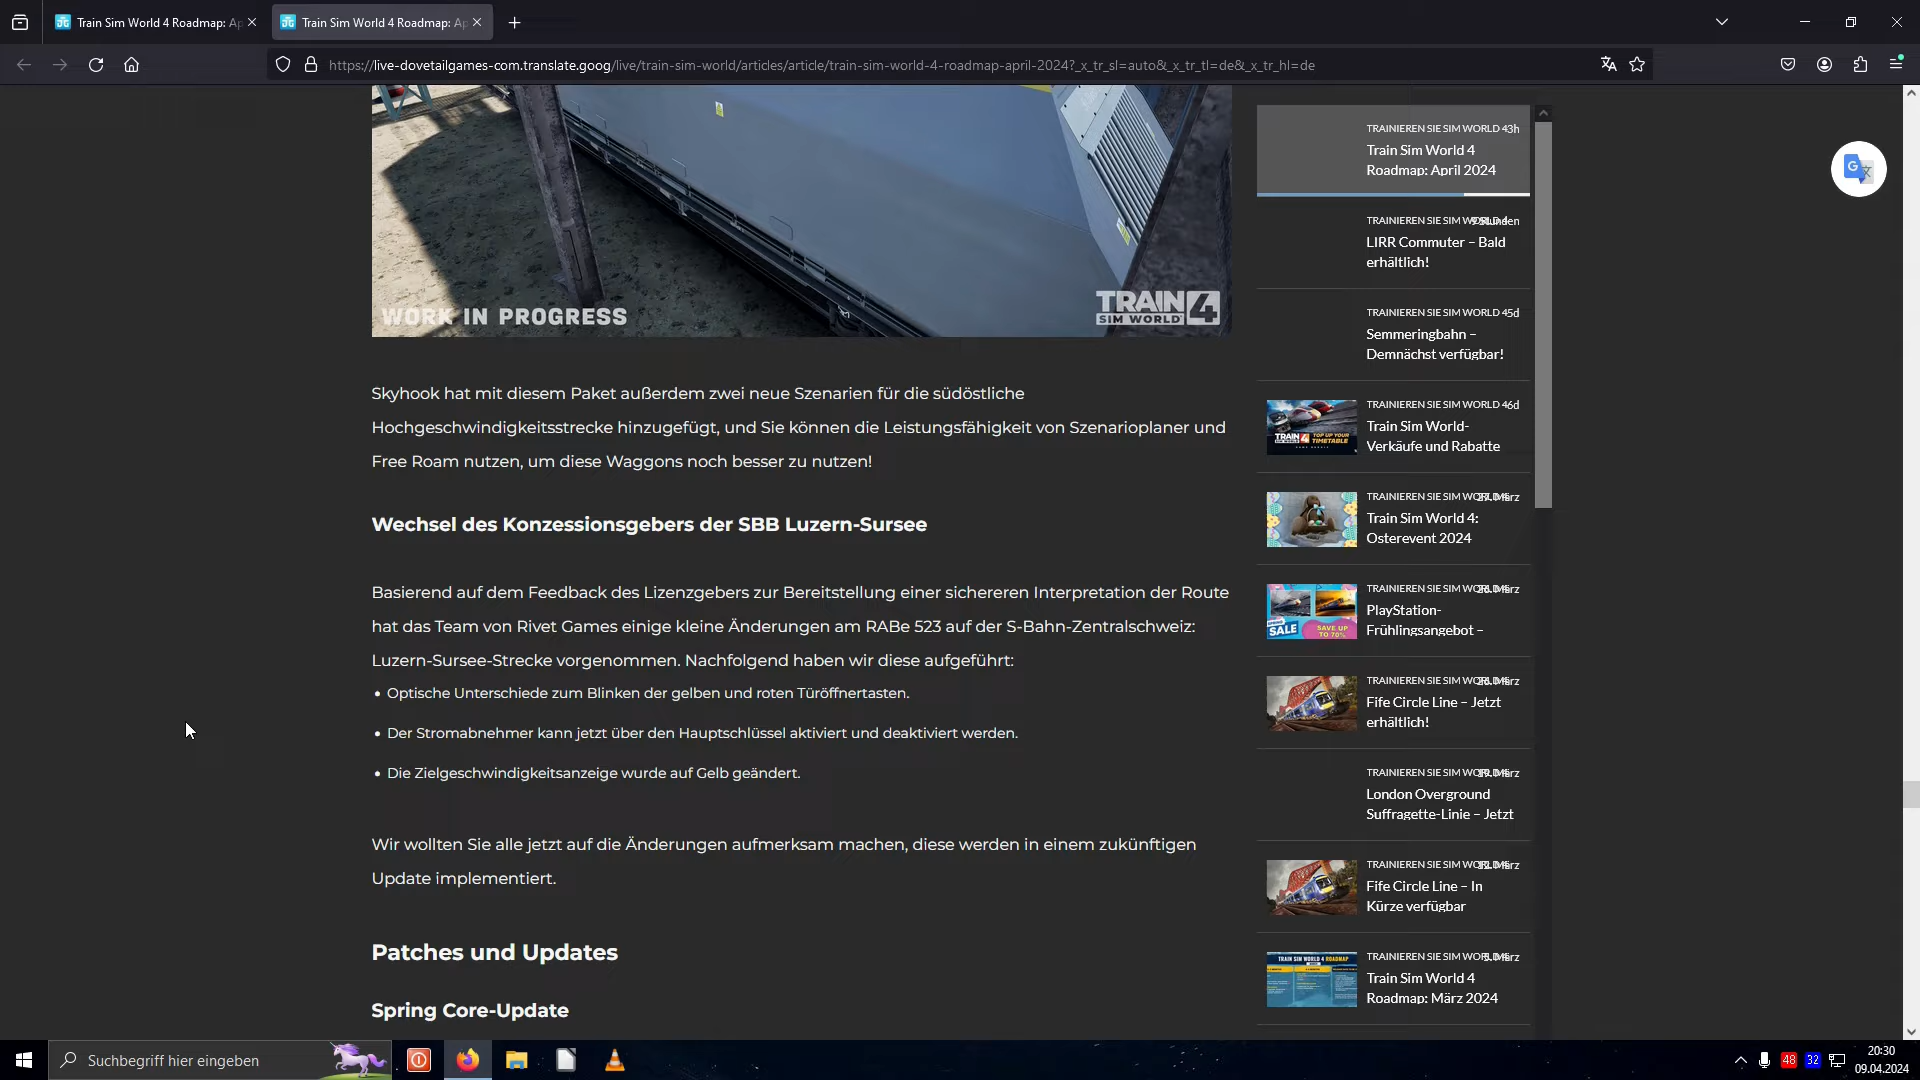 Train Sim World 4 Roadmap: Ap
Train Sim World 4 Roadmap: Ap
https://live-dovetailgames-com.translate.goog/live/train-sim-world/articles/article/train-sim-world-4-roadmap-april-2024?_x_tr_sl=auto&_x_tr_tl=de&_x_tr_hl=de
WORK IN PROGRESS
TRAIN SIM WORLD 4
Skyhook hat mit diesem Paket außerdem zwei neue Szenarien für die südöstliche
Hochgeschwindigkeitsstrecke hinzugefügt, und Sie können die Leistungsfähigkeit von Szenarioplaner und
Free Roam nutzen, um diese Waggons noch besser zu nutzen!
Wechsel des Konzessionsgebers der SBB Luzern-Sursee
Basierend auf dem Feedback des Lizenzgebers zur Bereitstellung einer sichereren Interpretation der Route
hat das Team von Rivet Games einige kleine Änderungen am RABe 523 auf der S-Bahn-Zentralschweiz:
Luzern-Sursee-Strecke vorgenommen. Nachfolgend haben wir diese aufgeführt:
• Optische Unterschiede zum Blinken der gelben und roten Türöffnertasten.
• Der Stromabnehmer kann jetzt über den Hauptschlüssel aktiviert und deaktiviert werden.
• Die Zielgeschwindigkeitsanzeige wurde auf Gelb geändert.
Wir wollten Sie alle jetzt auf die Änderungen aufmerksam machen, diese werden in einem zukünftigen
Update implementiert.
Patches und Updates
Spring Core-Update
TRAINIEREN SIE SIM WORLD 43h
Train Sim World 4
Roadmap: April 2024
TRAINIEREN SIE SIM WORLD 4
LIRR Commuter – Bald
erhältlich!
TRAINIEREN SIE SIM WORLD 45d
Semmeringbahn –
Demnächst verfügbar!
TRAINIEREN SIE SIM WORLD 46d
Train Sim World-
Verkäufe und Rabatte
TRAINIEREN SIE SIM März
Train Sim World 4:
Osterevent 2024
TRAINIEREN SIE SIM März
PlayStation-
Frühlingsangebot –
SALE
SAVE UP
TO 70%
TRAINIEREN SIE SIM März
Fife Circle Line – Jetzt
erhältlich!
TRAINIEREN SIE SIM März
London Overground
Suffragette-Linie – Jetzt
TRAINIEREN SIE SIM März
Fife Circle Line – In
Kürze verfügbar
TRAINIEREN SIE SIM März
Train Sim World 4
Roadmap: März 2024
TRAIN SIM WORLD 4 ROADMAP
Suchbegriff hier eingeben
48
32
20:30
09.04.2024